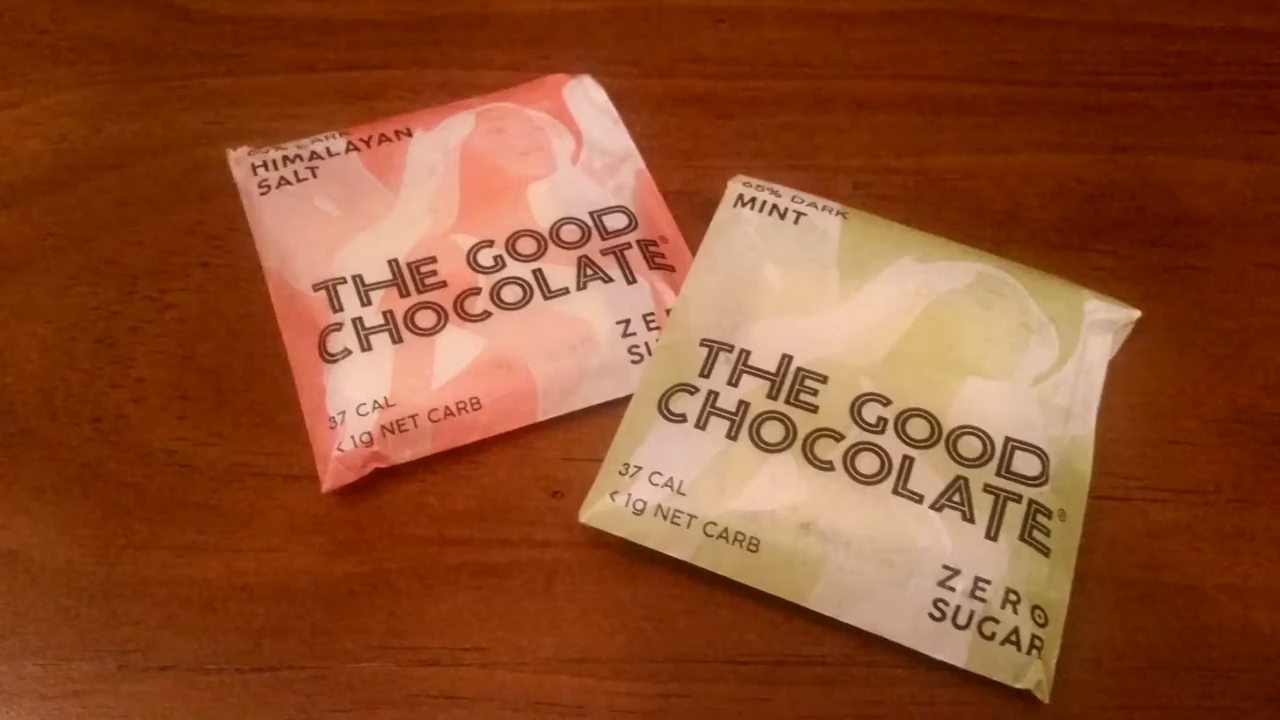 DARK
HIMALAYAN
SALT
THE GOOD
CHOCOLATE®
37 CAL
<1g NET CARB
65% DARK
MINT
THE GOOD
CHOCOLATE®
37 CAL
<1g NET CARB
ZERO
SUGAR